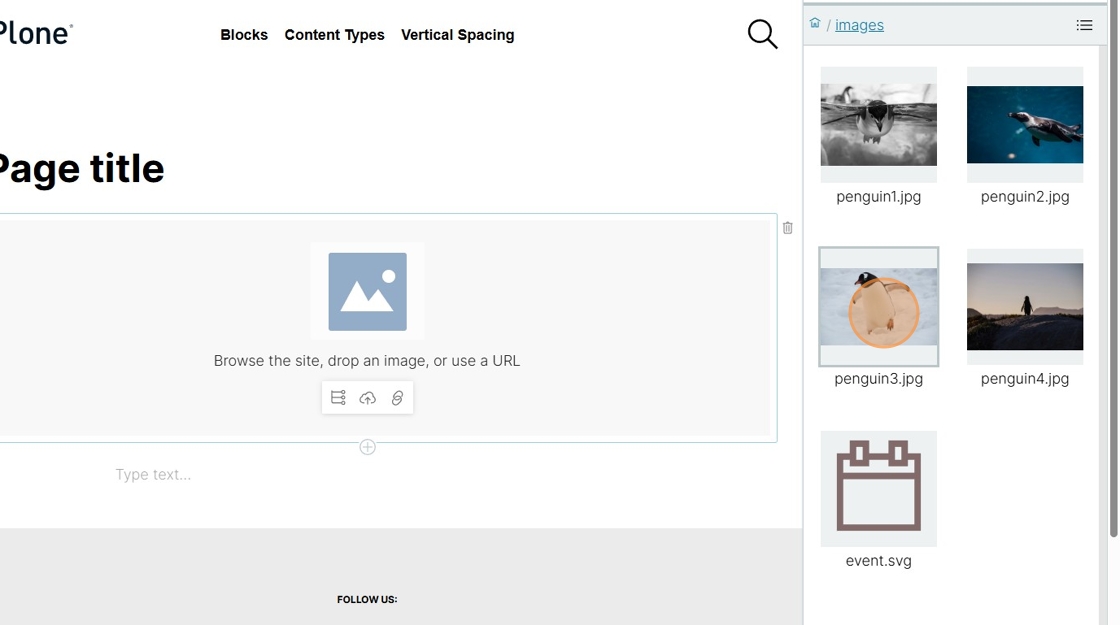 Plone
Blocks Content Types Vertical Spacing
Page title
Browse the site, drop an image, or use a URL
Type text...
FOLLOW US:
/ images
penguin1.jpg penguin2.jpg
penguin3.jpg penguin4.jpg
event.svg